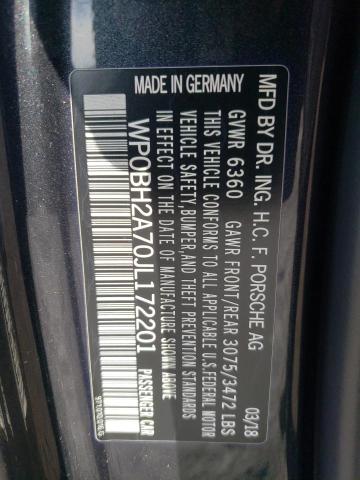 MADE IN GERMANY
MFD BY DR. ING. H.C. F. PORSCHE AG
GVWR 6360 GAWR FRONT/REAR 3075/3472 LBS 03/18
THIS VEHICLE CONFORMS TO ALL APPLICABLE U.S. FEDERAL MOTOR
VEHICLE SAFETY, BUMPER, AND THEFT PREVENTION STANDARDS
IN EFFECT ON THE DATE OF MANUFACTURE SHOWN ABOVE
WP0BH2A70JL172201 PASSENGER CAR